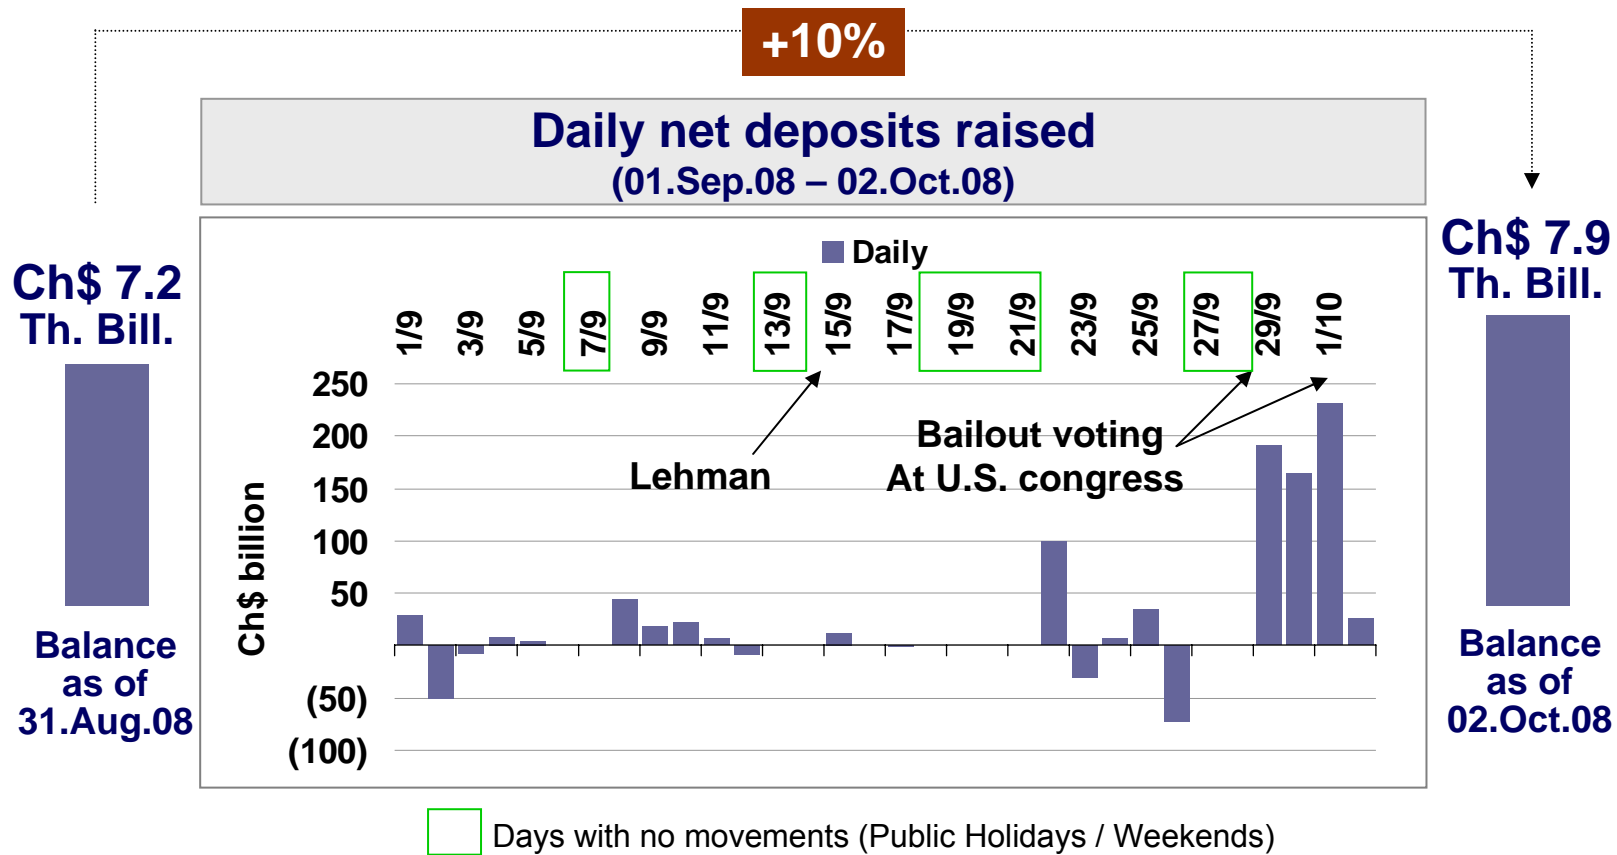 +10%
Daily net deposits raised
(01.Sep.08 – 02.Oct.08)
Ch$ 7.2
Th. Bill.
Ch$ 7.9
Th. Bill.
Daily
1/9 3/9 5/9 7/9 9/9 11/9 13/9 15/9 17/9 19/9 21/9 23/9 25/9 27/9 29/9 1/10
250
200
150
100
50
(50)
(100)
Ch$ billion
Lehman
Bailout voting
At U.S. congress
Balance
as of
31.Aug.08
Balance
as of
02.Oct.08
Days with no movements (Public Holidays / Weekends)